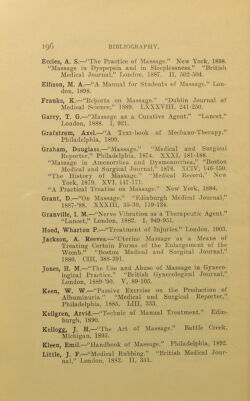 196 BIBLIOGRAPHY.
Eccles, A. S.—"The Practice of Massage." New York, 1898.
"Massage in Dyspepsia and in Sleeplessness." "British
Medical Journal," London, 1887. II, 502-504.
Ellison, M. A.—"A Manual for Students of Massage." Lon-
don, 1898.
Franks, K.—"Reports on Massage." "Dublin Journal of
Medical Science;" 1889. LXXXVIII, 241-250.
Garry, T. G.—"Massage as a Curative Agent." "Lancet,"
London, 1888. I, 921.
Grafstrom, Axel.—"A Text-book of Mechano-Therapy."
Philadelphia, 1899.
Graham, Douglass.—"Massage." "Medical and Surgical
Reporter," Philadelphia, 1874. XXXI, 181-188.
"Massage in Amenorrhea and Dysmenorrhea," "Boston
Medical and Surgical Journal," 1876. XCIV, 146-150.
"The History of Massage." "Medical Record," New
York, 1879. XVI, 147-171.
"A Practical Treatise on Massage." New York, 1884.
Grant, D.—"On Massage." "Edinburgh Medical Journal,"
1887-'88. XXXIII, 35-39, 119-126.
Granville, J. M.—"Nerve Vibration as a Therapeutic Agent."
"Lancet," London, 1882. I, 949-951.
Hood, Wharton P.—"Treatment of Injuries." London, 1903.
Jackson, A. Reeves.—"Uterine Massage as a Means of
Treating Certain Forms of the Enlargement of the
Womb." "Boston Medical and Surgical Journal,"
1880. CIII, 388-391.
Jones, H. M.—"The Use and Abuse of Massage in Gynæco-
logical Practice." "British Gynæcological Journal,"
London, 1889-'90. V, 89-105.
Keen, W. W.—"Passive Exercise on the Production of
Albuminuria." "Medical and Surgical Reporter,"
Philadelphia, 1885. LIII, 333.
Kellgren, Arvid.—"Technic of Manual Treatment." Edin-
burgh, 1890.
Kellogg, J. H.—"The Art of Massage." Battle Creek,
Michigan, 1895.
Kleen, Emil.—"Handbook of Massage." Philadelphia, 1892.
Little, J. F.—"Medical Rubbing." "British Medical Jour-
nal," London, 1882. II, 351.